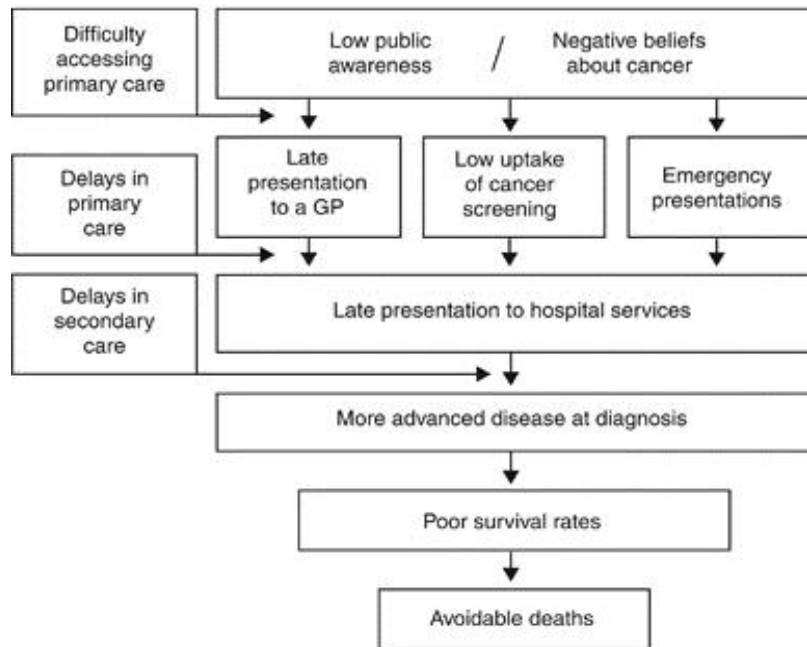 Difficulty
accessing
primary care
Low public
awareness
/
Negative beliefs
about cancer
Delays in
primary
care
Late
presentation
to a GP
Low uptake
of cancer
screening
Emergency
presentations
Delays in
secondary
care
Late presentation to hospital services
More advanced disease at diagnosis
Poor survival rates
Avoidable deaths